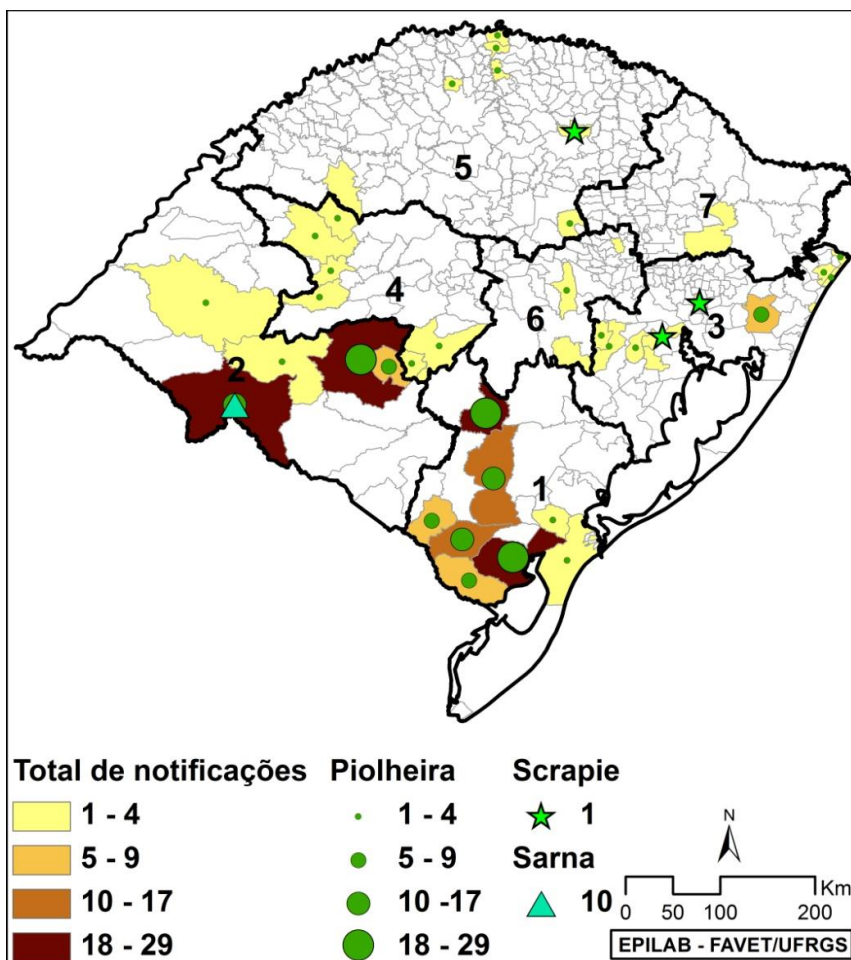 5
7
4
6
3
2
1
Total de notificações
1 - 4
5 - 9
10 - 17
18 - 29
Piolheira
1 - 4
5 - 9
10 -17
18 - 29
Scrapie
1
Sarna
10
N
Km
0 50 100 200
EPILAB - FAVET/UFRGS